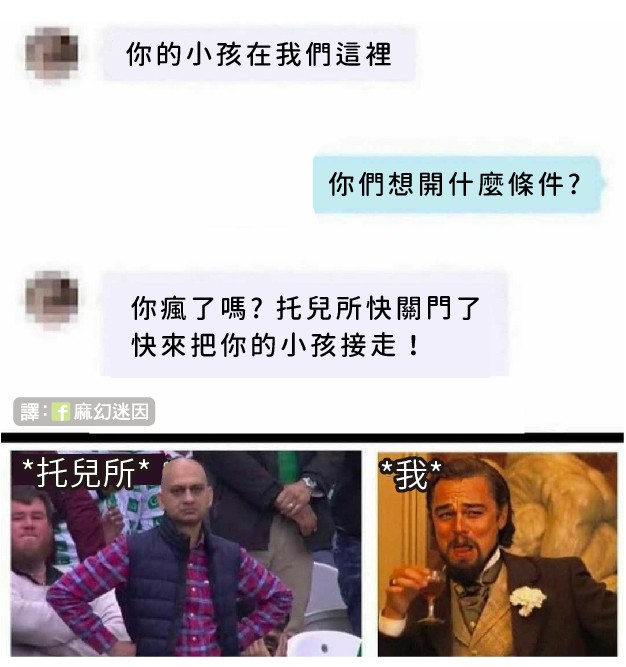 你的小孩在我們這裡
你們想開什麼條件?
你瘋了嗎? 托兒所快關門了
快來把你的小孩接走！
譯: f 麻幻迷因
*托兒所*
*我*